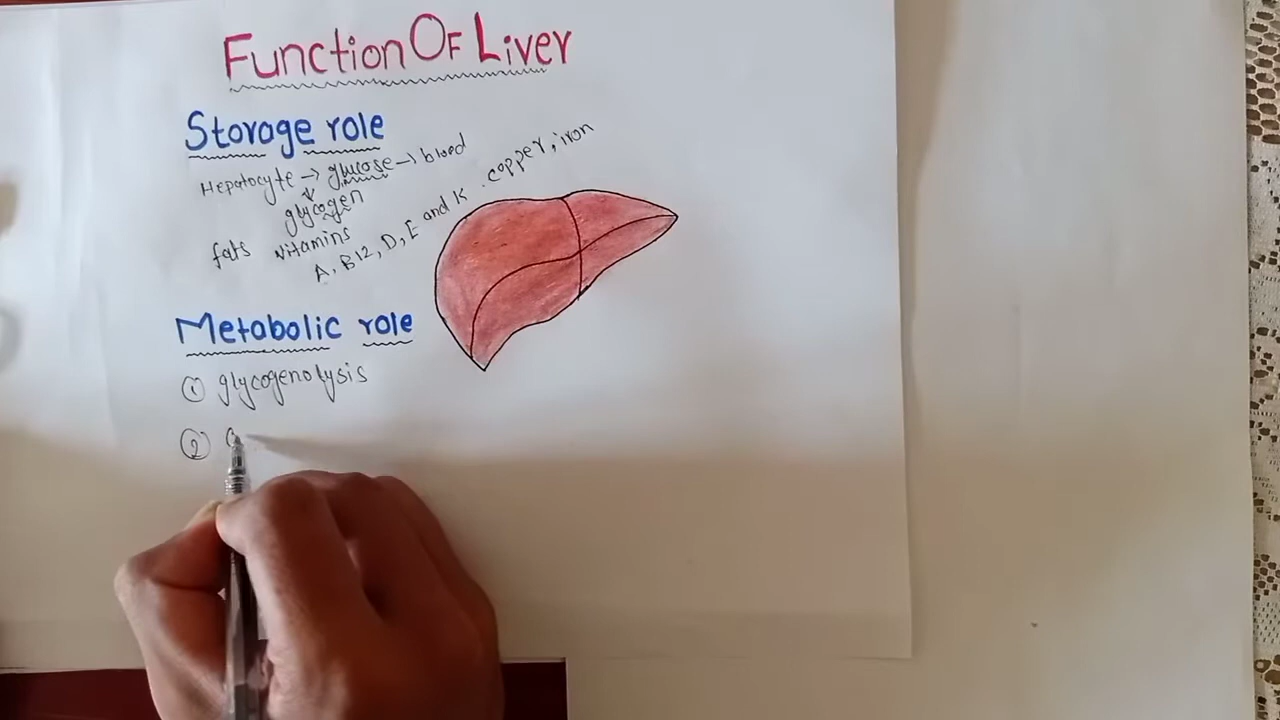 Function Of Liver
Storage role
Hepatocyte → glucose → blood
↓
glycogen
fats vitamins
A, B12, D, E and K . copper, iron
Metabolic role
① glycogenolysis
②